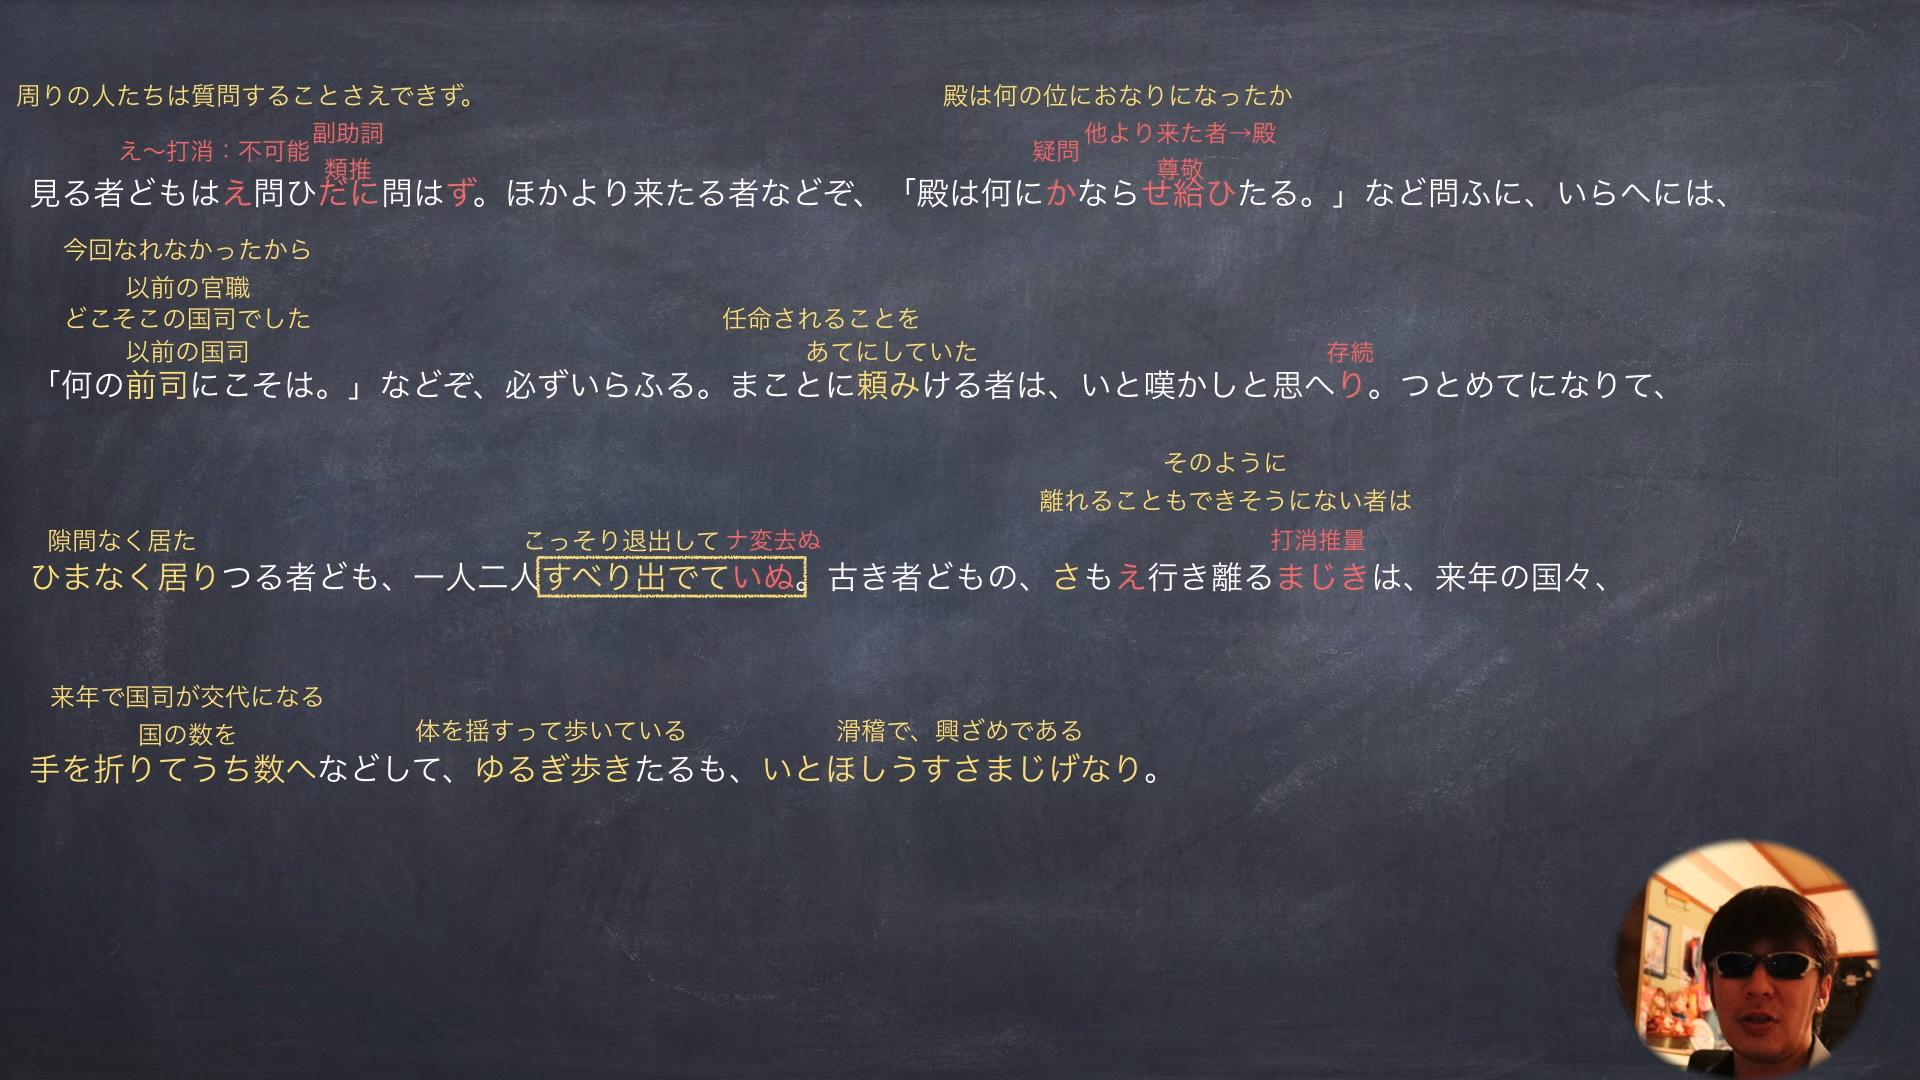 周りの人たちは質問することさえできず。 殿は何の位におなりになったか
副助詞 他より来た者→殿
え〜打消：不可能 疑問
類推 尊敬
見る者どもはえ問ひだに問はず。ほかより来たる者などぞ、「殿は何にかならせ給ひたる。」など問ふに、いらへには、
今回なれなかったから
以前の官職
どこそこの国司でした 任命されることを
以前の国司 あてにしていた 存続
「何の前司にこそは。」などぞ、必ずいらふる。まことに頼みける者は、いと嘆かしと思へり。つとめてになりて、
そのように
離れることもできそうにない者は
隙間なく居た こっそり退出して ナ変去ぬ 打消推量
ひまなく居りつる者ども、一人二人すべり出でていぬ。 古き者どもの、さもえ行き離るまじきは、来年の国々、
来年で国司が交代になる
国の数を 体を揺すって歩いている 滑稽で、興ざめである
手を折りてうち数へなどして、ゆるぎ歩きたるも、いとほしうすさまじげなり。